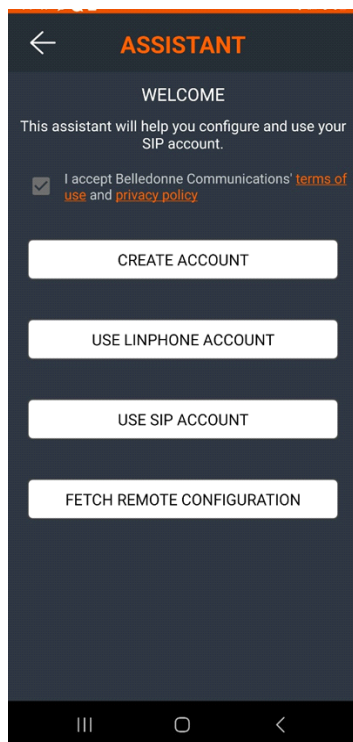 ASSISTANT
WELCOME
This assistant will help you configure and use your
SIP account.
I accept Belledonne Communications' terms of
use and privacy policy
CREATE ACCOUNT
USE LINPHONE ACCOUNT
USE SIP ACCOUNT
FETCH REMOTE CONFIGURATION